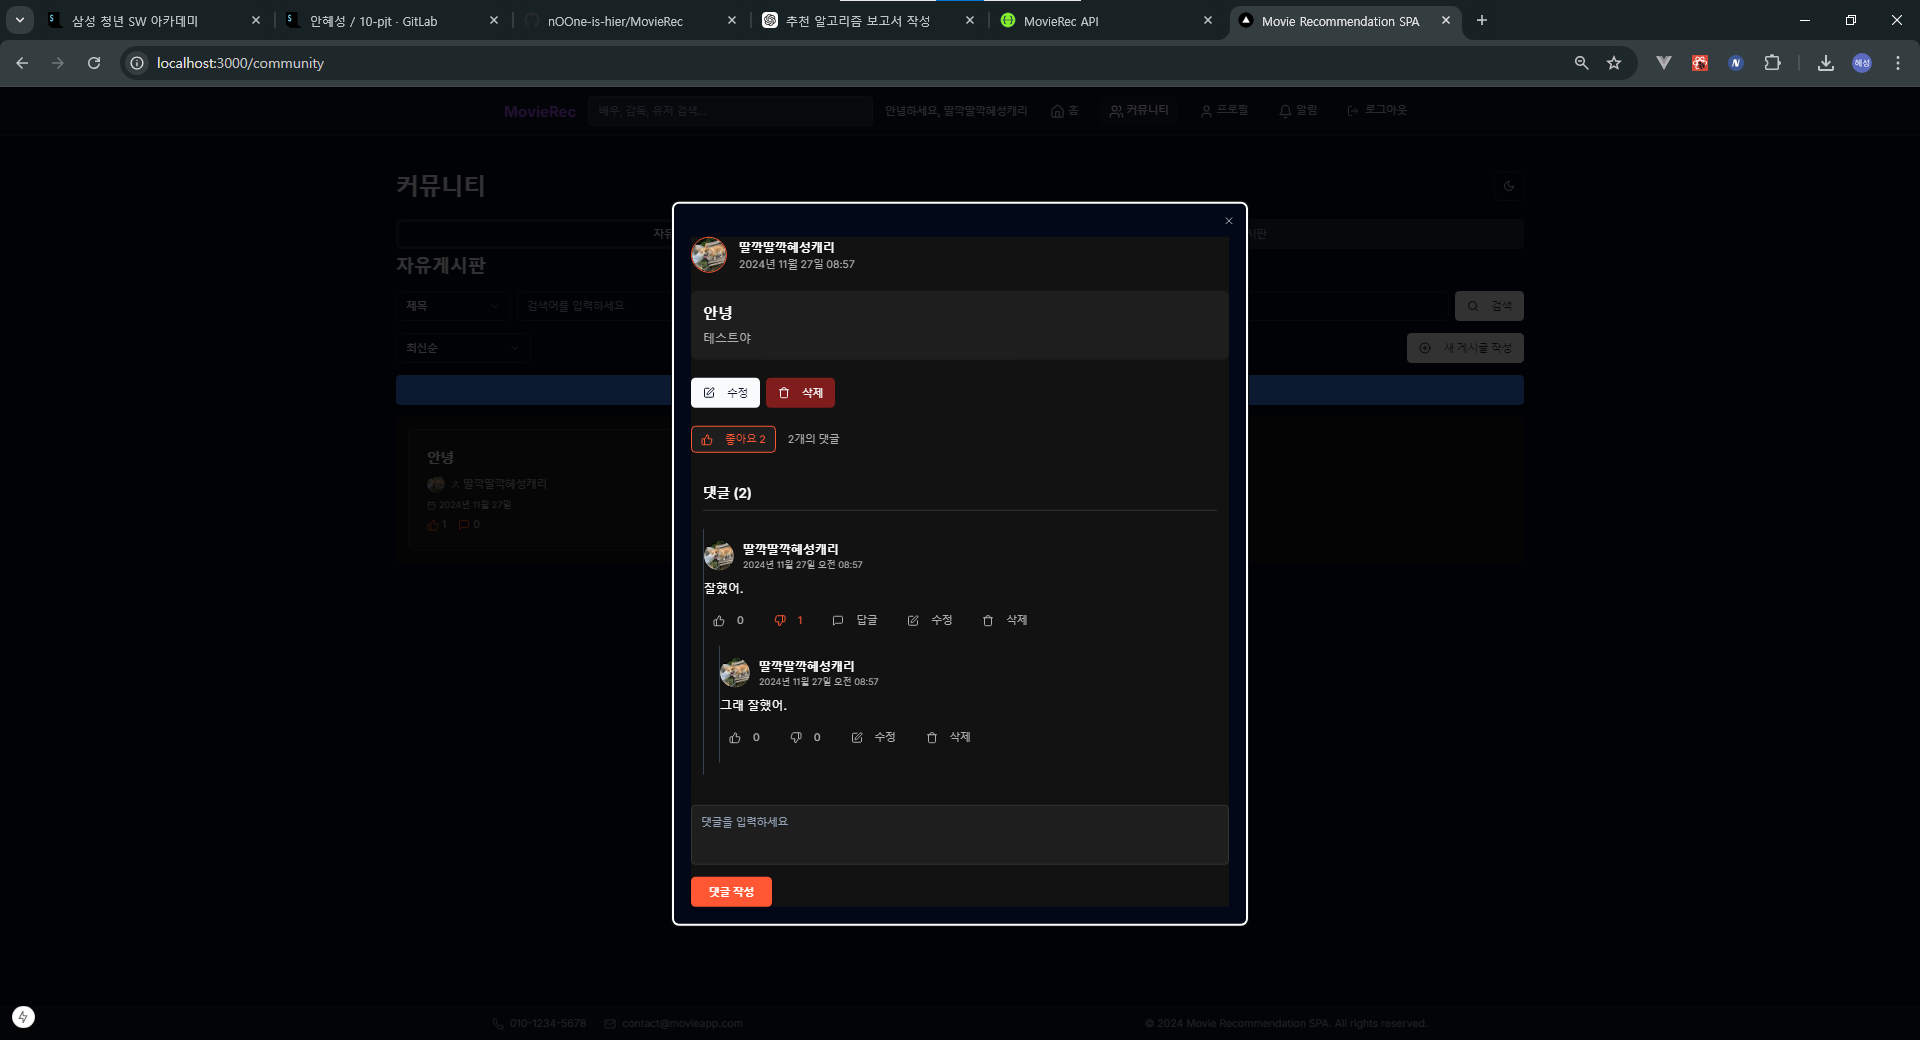 삼성 청년 SW 아카데미
안혜성 / 10-pjt · GitLab
nOOne-is-hier/MovieRec
추천 알고리즘 보고서 작성
MovieRec API
Movie Recommendation SPA
localhost:3000/community
혜성
MovieRec
배우, 감독, 유저 검색...
안녕하세요, 딸깍딸깍혜성캐리
홈
커뮤니티
프로필
알림
로그아웃
커뮤니티
자유게시판
제목
검색어를 입력하세요
검색
최신순
새 게시글 작성
안녕
딸깍딸깍혜성캐리
2024년 11월 27일
1
0
딸깍딸깍혜성캐리
2024년 11월 27일 08:57
안녕
테스트야
수정
삭제
좋아요 2
2개의 댓글
댓글 (2)
딸깍딸깍혜성캐리
2024년 11월 27일 오전 08:57
잘했어.
0
1
답글
수정
삭제
딸깍딸깍혜성캐리
2024년 11월 27일 오전 08:57
그래 잘했어.
0
0
수정
삭제
댓글을 입력하세요
댓글 작성
010-1234-5678
contact@movieapp.com
© 2024 Movie Recommendation SPA. All rights reserved.